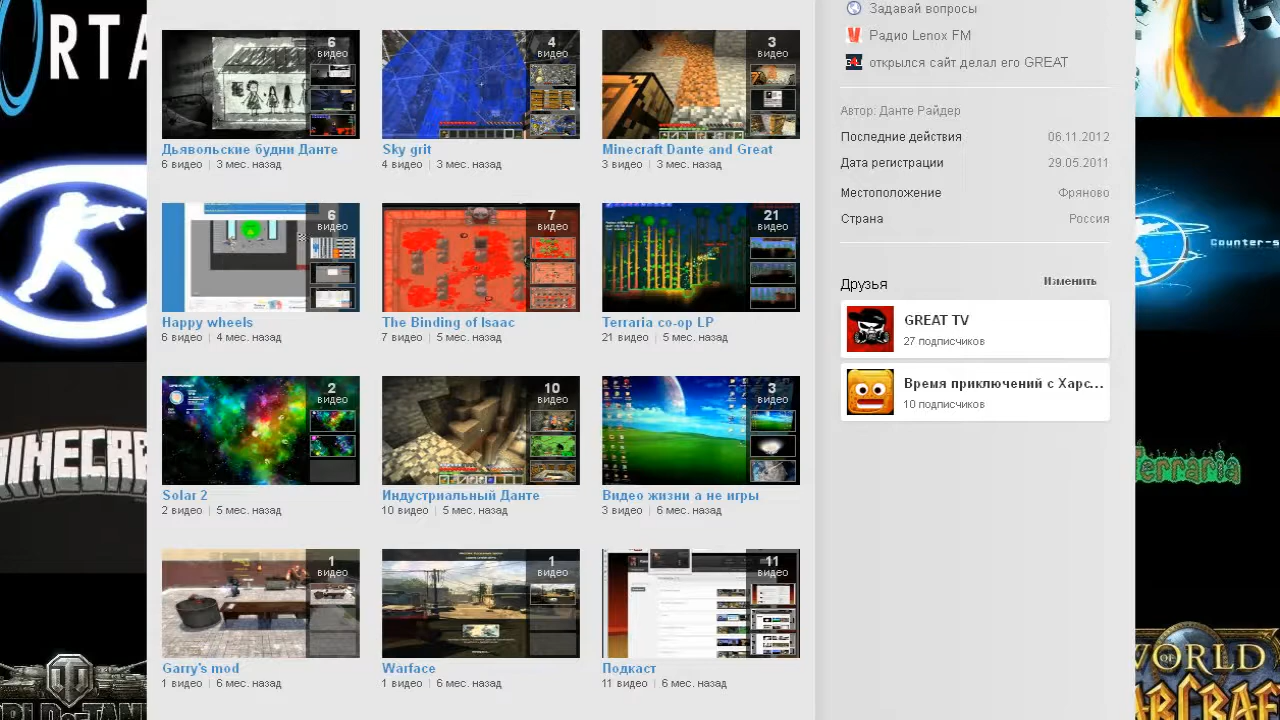 RTA
6
видео
Дьявольские будни Данте
6 видео | 3 мес. назад
4
видео
Sky grit
4 видео | 3 мес. назад
3
видео
Minecraft Dante and Great
3 видео | 3 мес. назад
6
видео
Happy wheels
6 видео | 4 мес. назад
7
видео
The Binding of Isaac
7 видео | 5 мес. назад
21
видео
Terraria co-op LP
21 видео | 5 мес. назад
2
видео
Solar 2
2 видео | 5 мес. назад
10
видео
Индустриальный Данте
10 видео | 5 мес. назад
3
видео
Видео жизни а не игры
3 видео | 6 мес. назад
1
видео
Garry's mod
1 видео | 6 мес. назад
1
видео
Warface
1 видео | 6 мес. назад
11
видео
Подкаст
11 видео | 6 мес. назад
Задавай вопросы
Радио Lenox FM
открылся сайт делал его GREAT
Автор: Данте Райдер
Последние действия 06.11.2012
Дата регистрации 29.05.2011
Местоположение Фряново
Страна Россия
Друзья Изменить
GREAT TV
27 подписчиков
Время приключений с Харс...
10 подписчиков
MINECRA
RLD OF TAN
Counter-s
Terraria
WORLD
WARCRAF